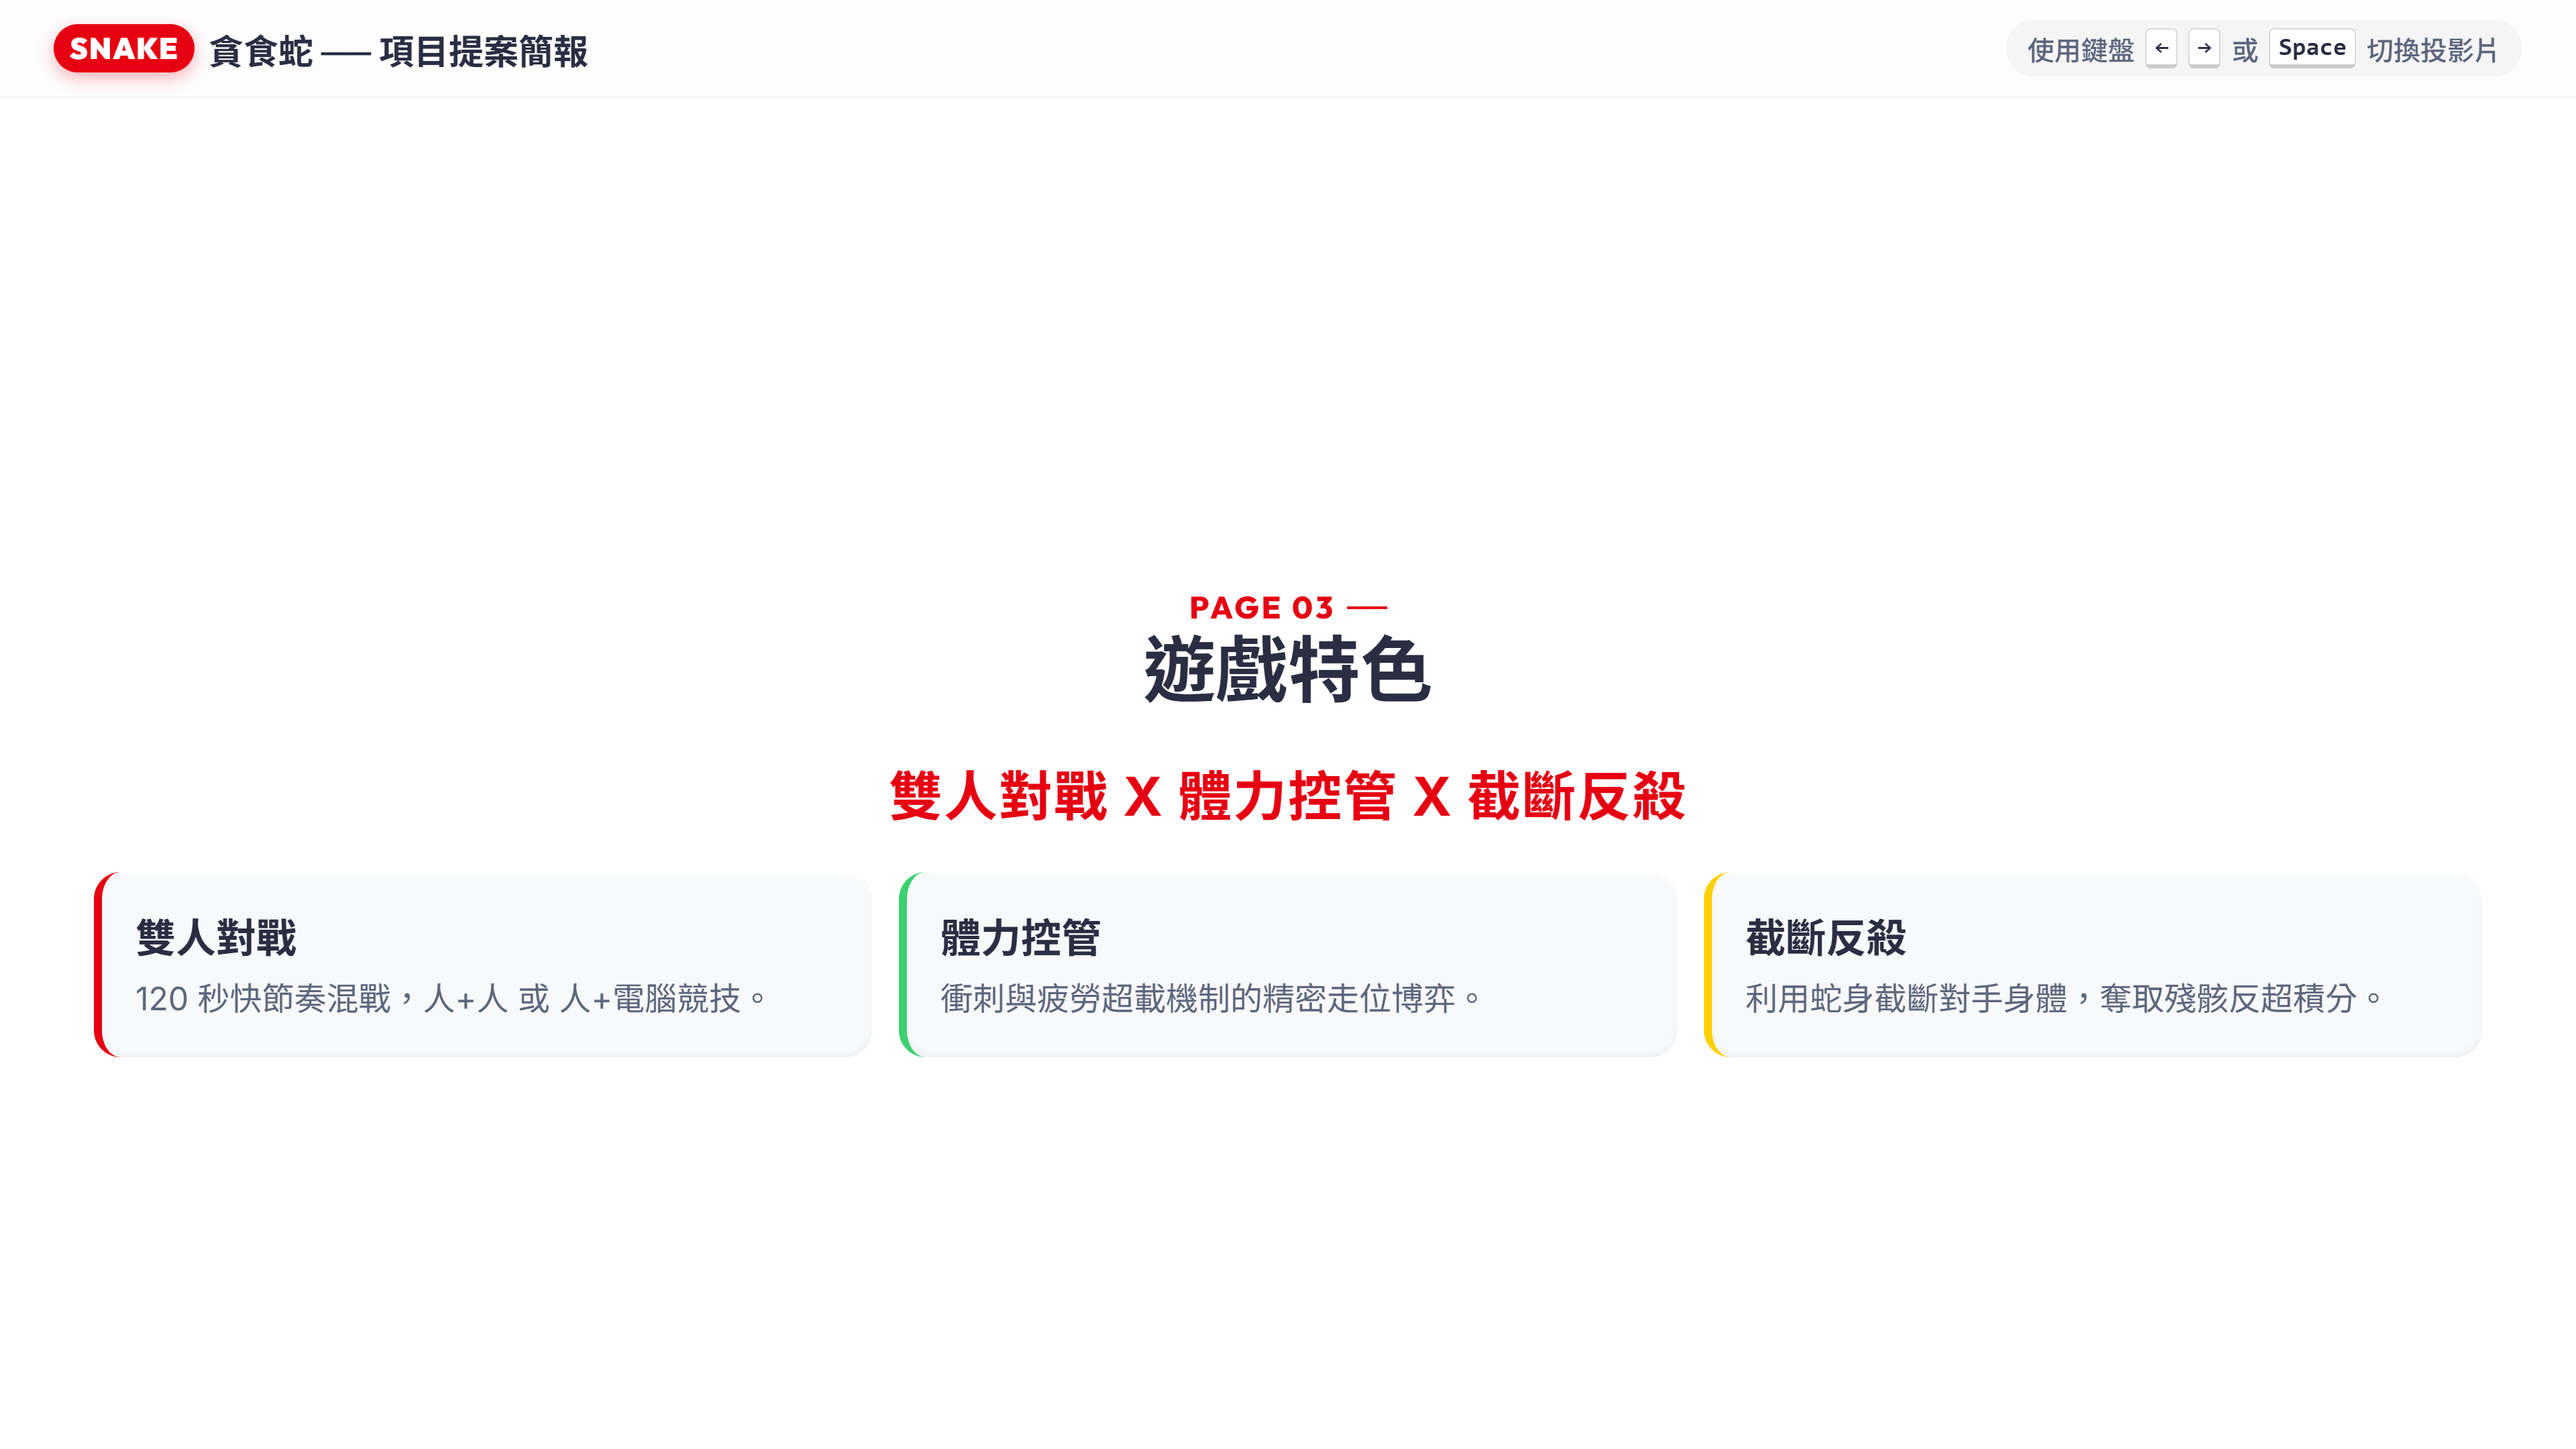 SNAKE 貪食蛇 —— 項目提案簡報
使用鍵盤 ← → 或 Space 切換投影片
PAGE 03 —
遊戲特色
雙人對戰 X 體力控管 X 截斷反殺
雙人對戰
120 秒快節奏混戰，人+人 或 人+電腦競技。
體力控管
衝刺與疲勞超載機制的精密走位博弈。
截斷反殺
利用蛇身截斷對手身體，奪取殘骸反超積分。